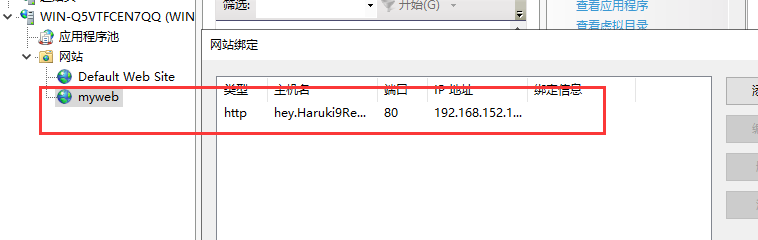 筛选:
开始(G)
查看应用程序
查看虚拟目录
WIN-Q5VTFCEN7QQ (WIN
应用程序池
网站
Default Web Site
myweb
网站绑定
类型 主机名 端口 IP 地址 绑定信息
http hey.Haruki9Re... 80 192.168.152.1...